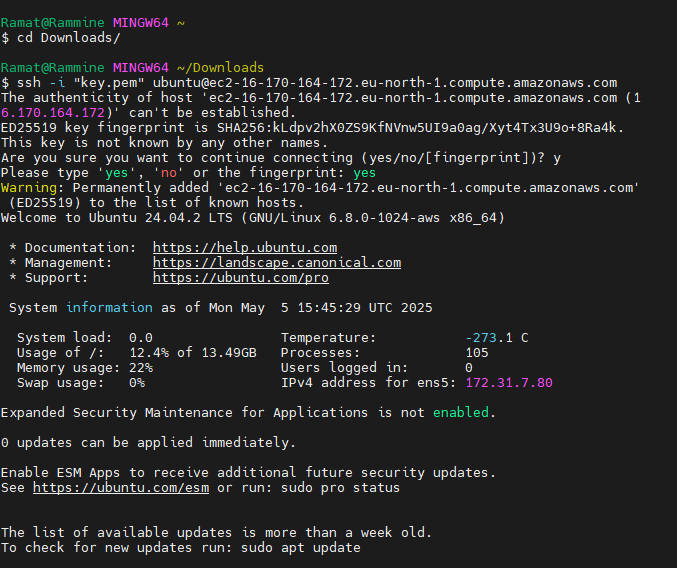 Ramat@Rammine MINGW64 ~
$ cd Downloads/
Ramat@Rammine MINGW64 ~/Downloads
$ ssh -i "key.pem" ubuntu@ec2-16-170-164-172.eu-north-1.compute.amazonaws.com
The authenticity of host 'ec2-16-170-164-172.eu-north-1.compute.amazonaws.com (1
6.170.164.172)' can't be established.
ED25519 key fingerprint is SHA256:kLdpv2hX0ZS9KfNVnw5UI9a0ag/Xyt4Tx3U9o+8Ra4k.
This key is not known by any other names.
Are you sure you want to continue connecting (yes/no/[fingerprint])? y
Please type 'yes', 'no' or the fingerprint: yes
Warning: Permanently added 'ec2-16-170-164-172.eu-north-1.compute.amazonaws.com'
 (ED25519) to the list of known hosts.
Welcome to Ubuntu 24.04.2 LTS (GNU/Linux 6.8.0-1024-aws x86_64)
 * Documentation:  https://help.ubuntu.com
 * Management:     https://landscape.canonical.com
 * Support:        https://ubuntu.com/pro
 System information as of Mon May  5 15:45:29 UTC 2025
  System load:  0.0                Temperature:           -273.1 C
  Usage of /:   12.4% of 13.49GB   Processes:             105
  Memory usage: 22%                Users logged in:       0
  Swap usage:   0%                 IPv4 address for ens5: 172.31.7.80
Expanded Security Maintenance for Applications is not enabled.
0 updates can be applied immediately.
Enable ESM Apps to receive additional future security updates.
See https://ubuntu.com/esm or run: sudo pro status
The list of available updates is more than a week old.
To check for new updates run: sudo apt update